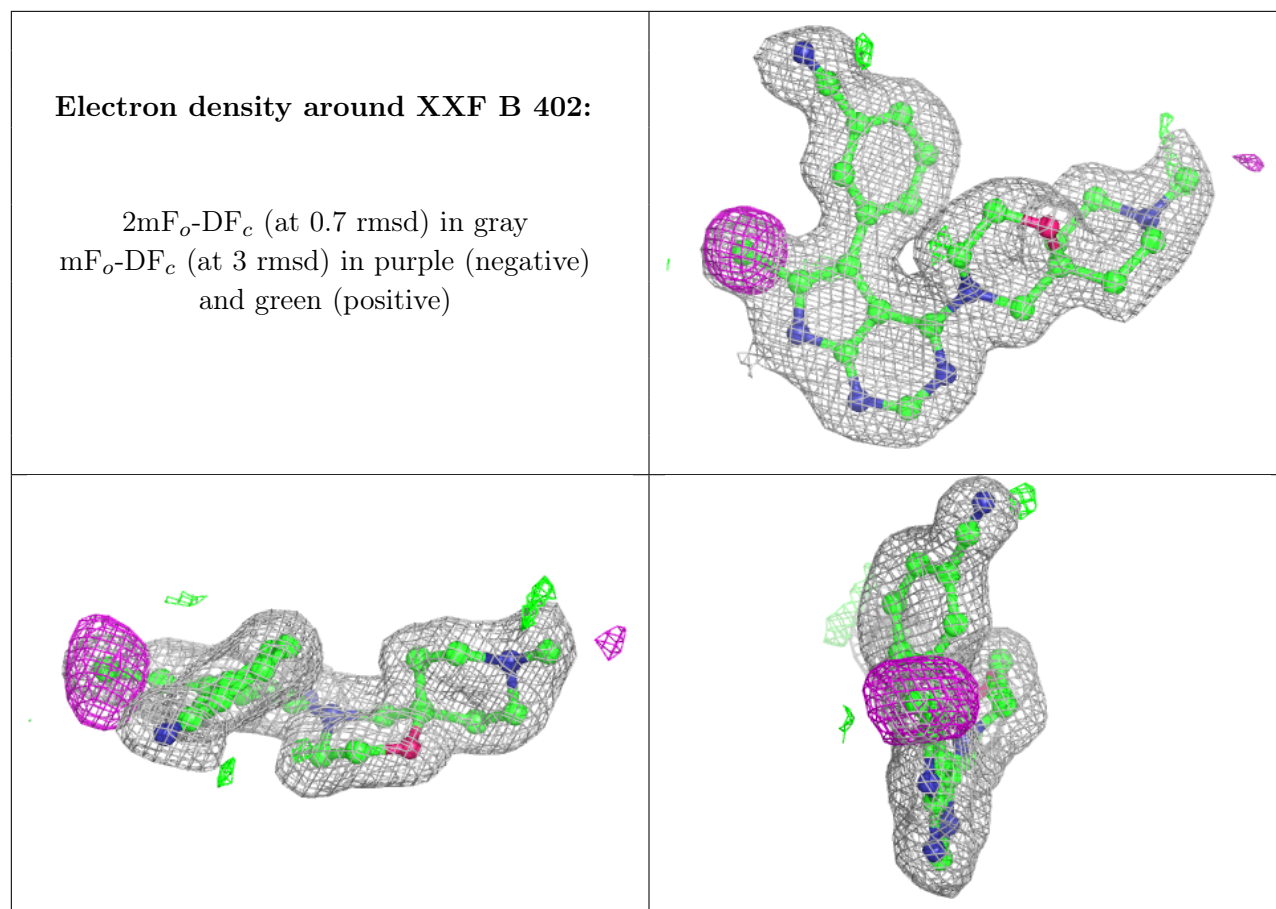 Electron density around XXF B 402:
2mFo-DFc (at 0.7 rmsd) in gray
mFo-DFc (at 3 rmsd) in purple (negative)
and green (positive)